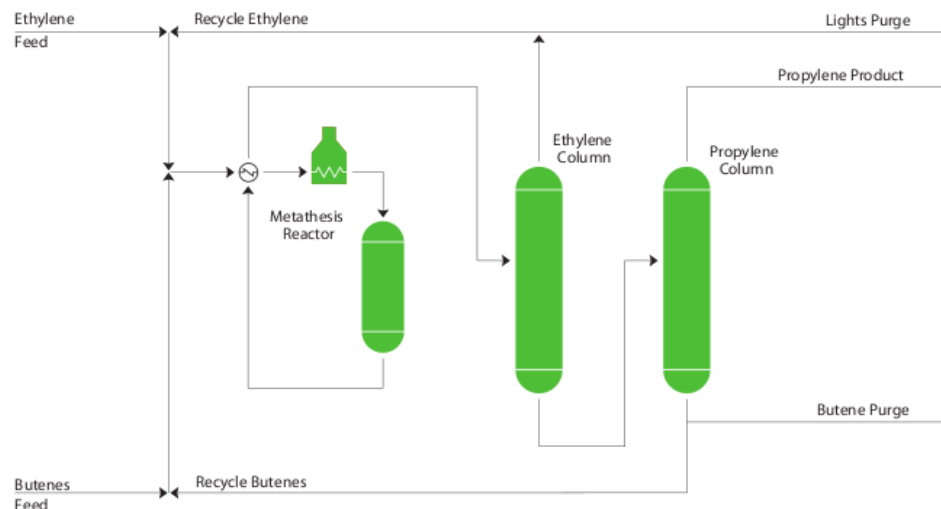 Ethylene
Feed
Recycle Ethylene
Lights Purge
Propylene Product
Ethylene
Column
Propylene
Column
Metathesis
Reactor
Butene Purge
Butenes
Feed
Recycle Butenes